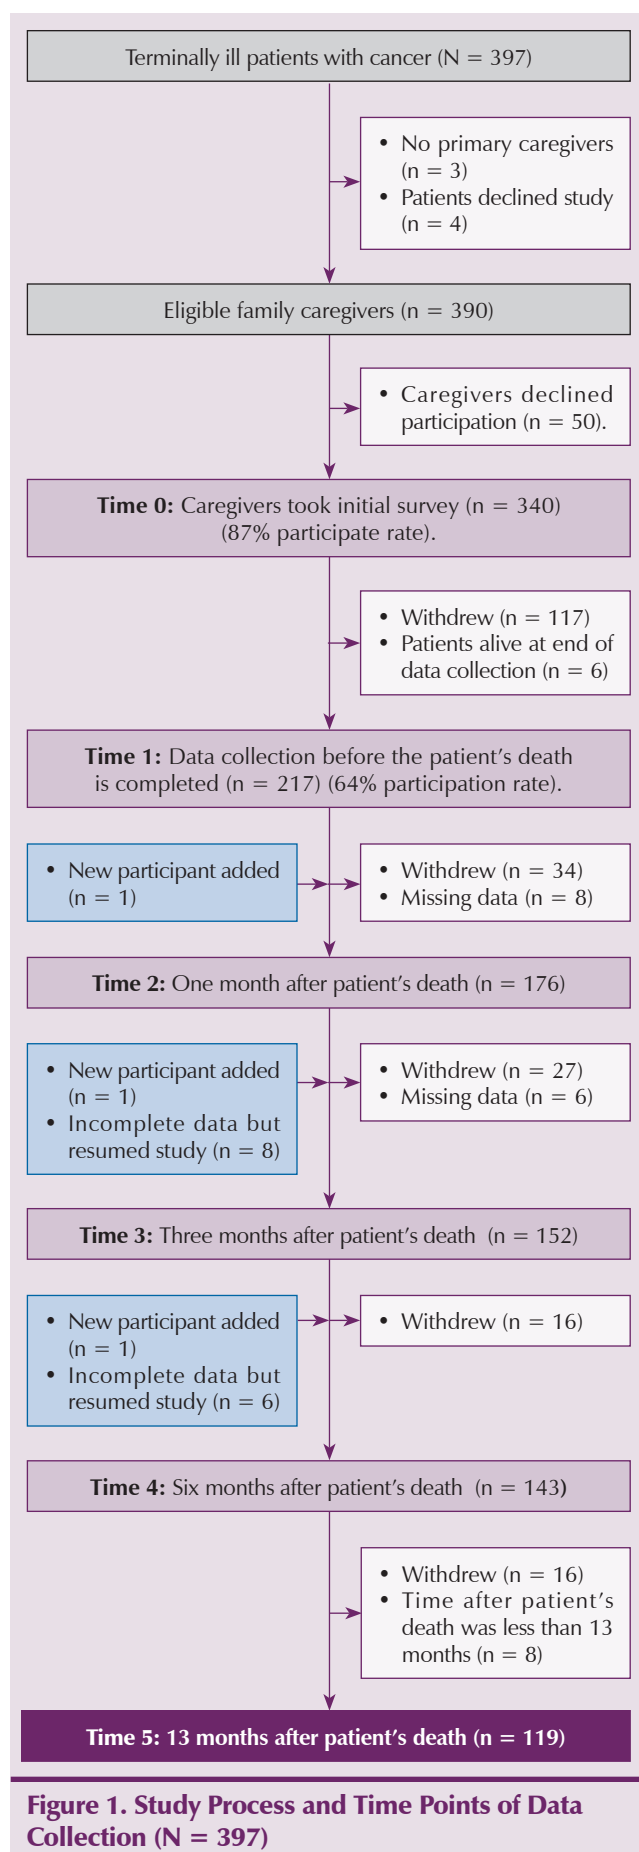 Terminally ill patients with cancer (N = 397)
• No primary caregivers
(n = 3)
• Patients declined study
(n = 4)
Eligible family caregivers (n = 390)
• Caregivers declined
participation (n = 50).
Time 0: Caregivers took initial survey (n = 340)
(87% participate rate).
• Withdrew (n = 117)
• Patients alive at end of
data collection (n = 6)
Time 1: Data collection before the patient’s death
is completed (n = 217) (64% participation rate).
• New participant added
(n = 1)
• Withdrew (n = 34)
• Missing data (n = 8)
Time 2: One month after patient’s death (n = 176)
• New participant added
(n = 1)
• Incomplete data but
resumed study (n = 8)
• Withdrew (n = 27)
• Missing data (n = 6)
Time 3: Three months after patient’s death (n = 152)
• New participant added
(n = 1)
• Incomplete data but
resumed study (n = 6)
• Withdrew (n = 16)
Time 4: Six months after patient’s death (n = 143)
• Withdrew (n = 16)
• Time after patient’s
death was less than 13
months (n = 8)
Time 5: 13 months after patient’s death (n = 119)
Figure 1. Study Process and Time Points of Data
Collection (N = 397)